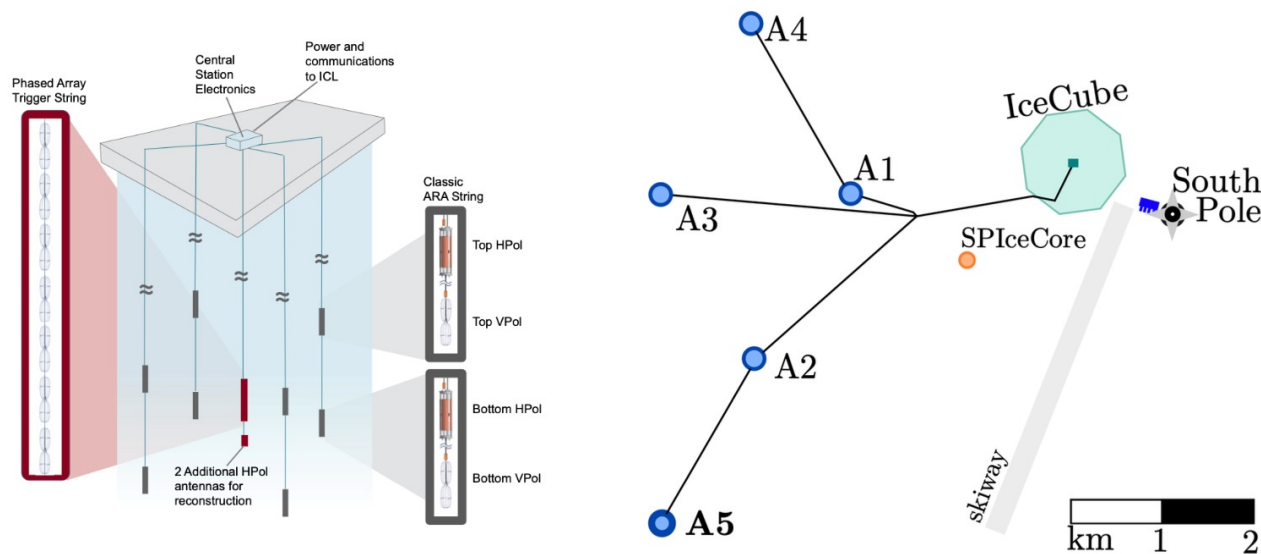 Phased Array
Trigger String
Central
Station
Electronics
Power and
communications
to ICL
Classic
ARA String
Top HPol
Top VPol
Bottom HPol
Bottom VPol
2 Additional HPol
antennas for
reconstruction
A4
IceCube
A1
A3
South
Pole
SPIceCore
A2
A5
skiway
km 1 2